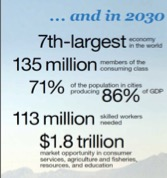 ... and in 2030
7th-largest economy in the world
135 million members of the consuming class
71% of the population in cities producing 86% of GDP
113 million skilled workers needed
$1.8 trillion
market opportunity in consumer
services, agriculture and fisheries,
resources, and education